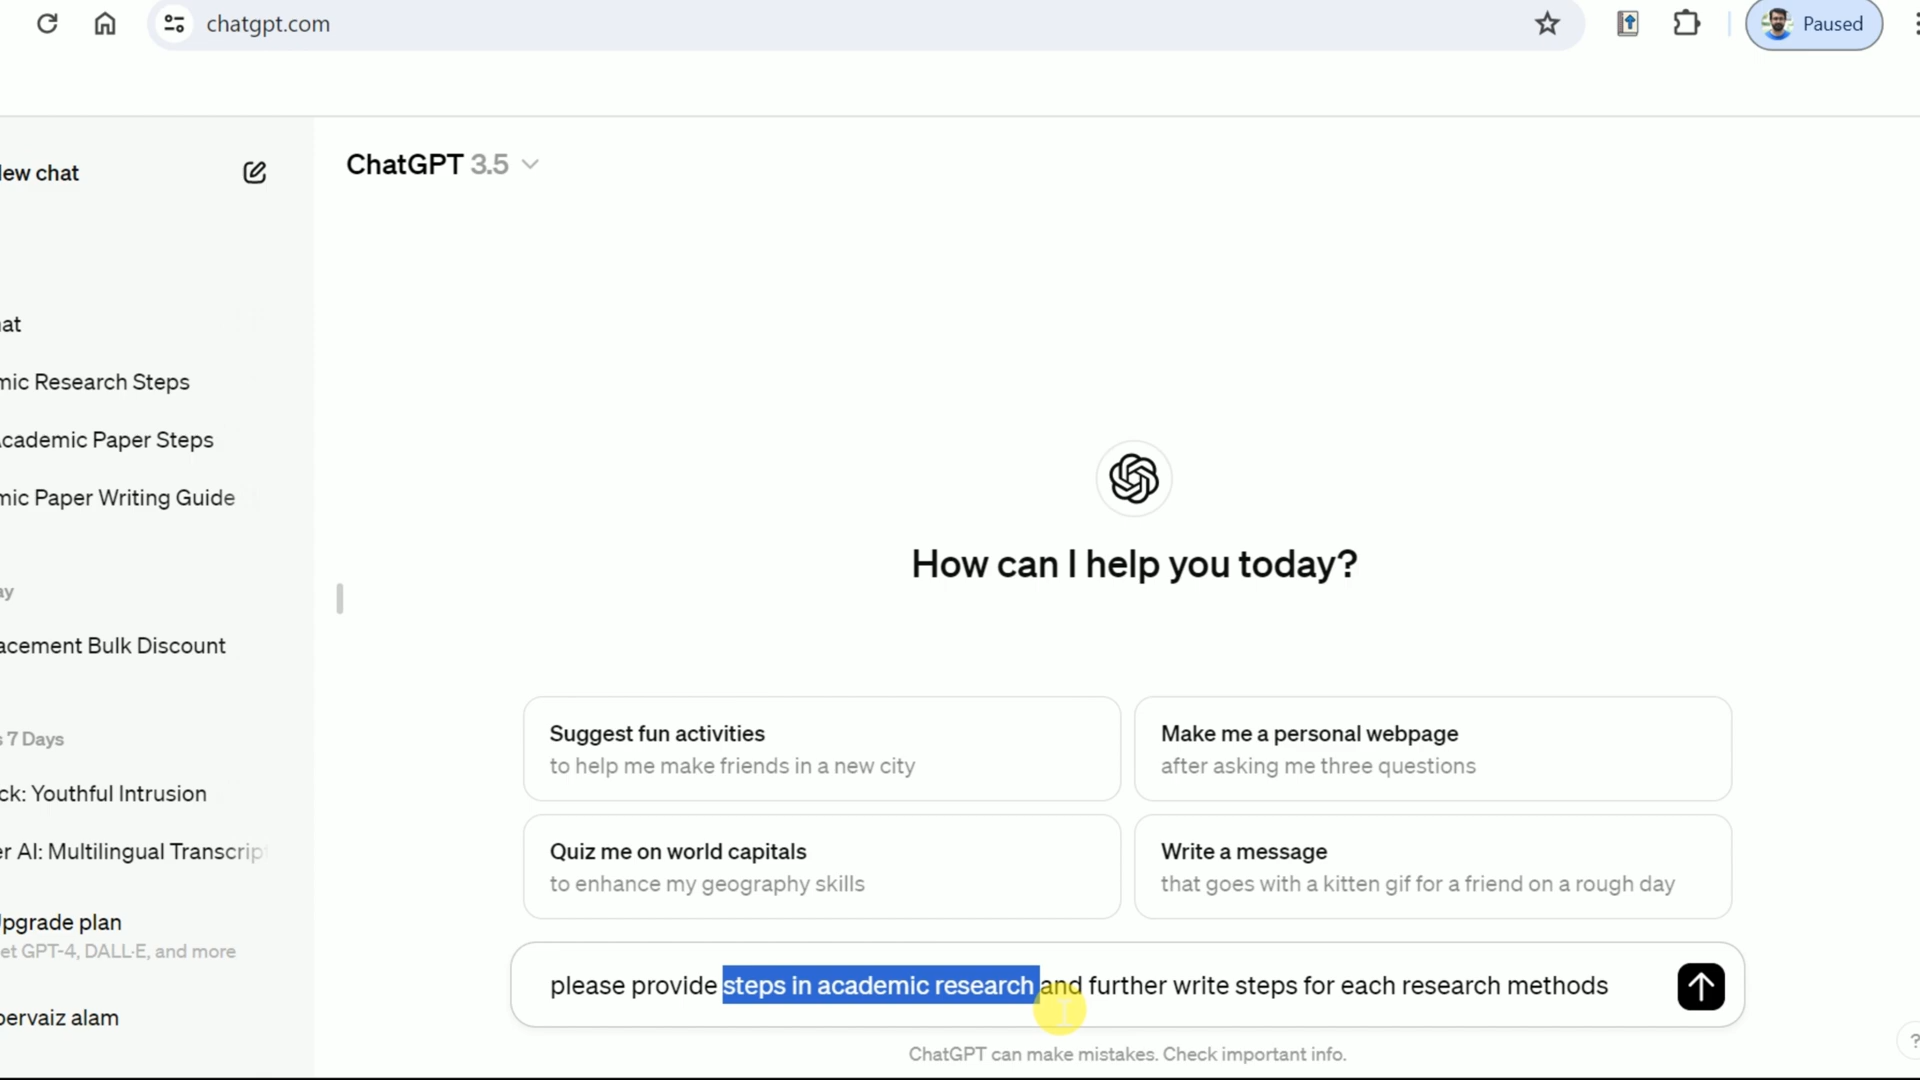 chatgpt.com
Paused
ew chat
ChatGPT 3.5
at
mic Research Steps
cademic Paper Steps
mic Paper Writing Guide
ay
How can I help you today?
acement Bulk Discount
Suggest fun activities
to help me make friends in a new city
Make me a personal webpage
after asking me three questions
s 7 Days
ck: Youthful Intrusion
er AI: Multilingual Transcrip
Quiz me on world capitals
to enhance my geography skills
Write a message
that goes with a kitten gif for a friend on a rough day
pgrade plan
et GPT-4, DALL·E, and more
please provide steps in academic research and further write steps for each research methods
pervaiz alam
ChatGPT can make mistakes. Check important info.
?